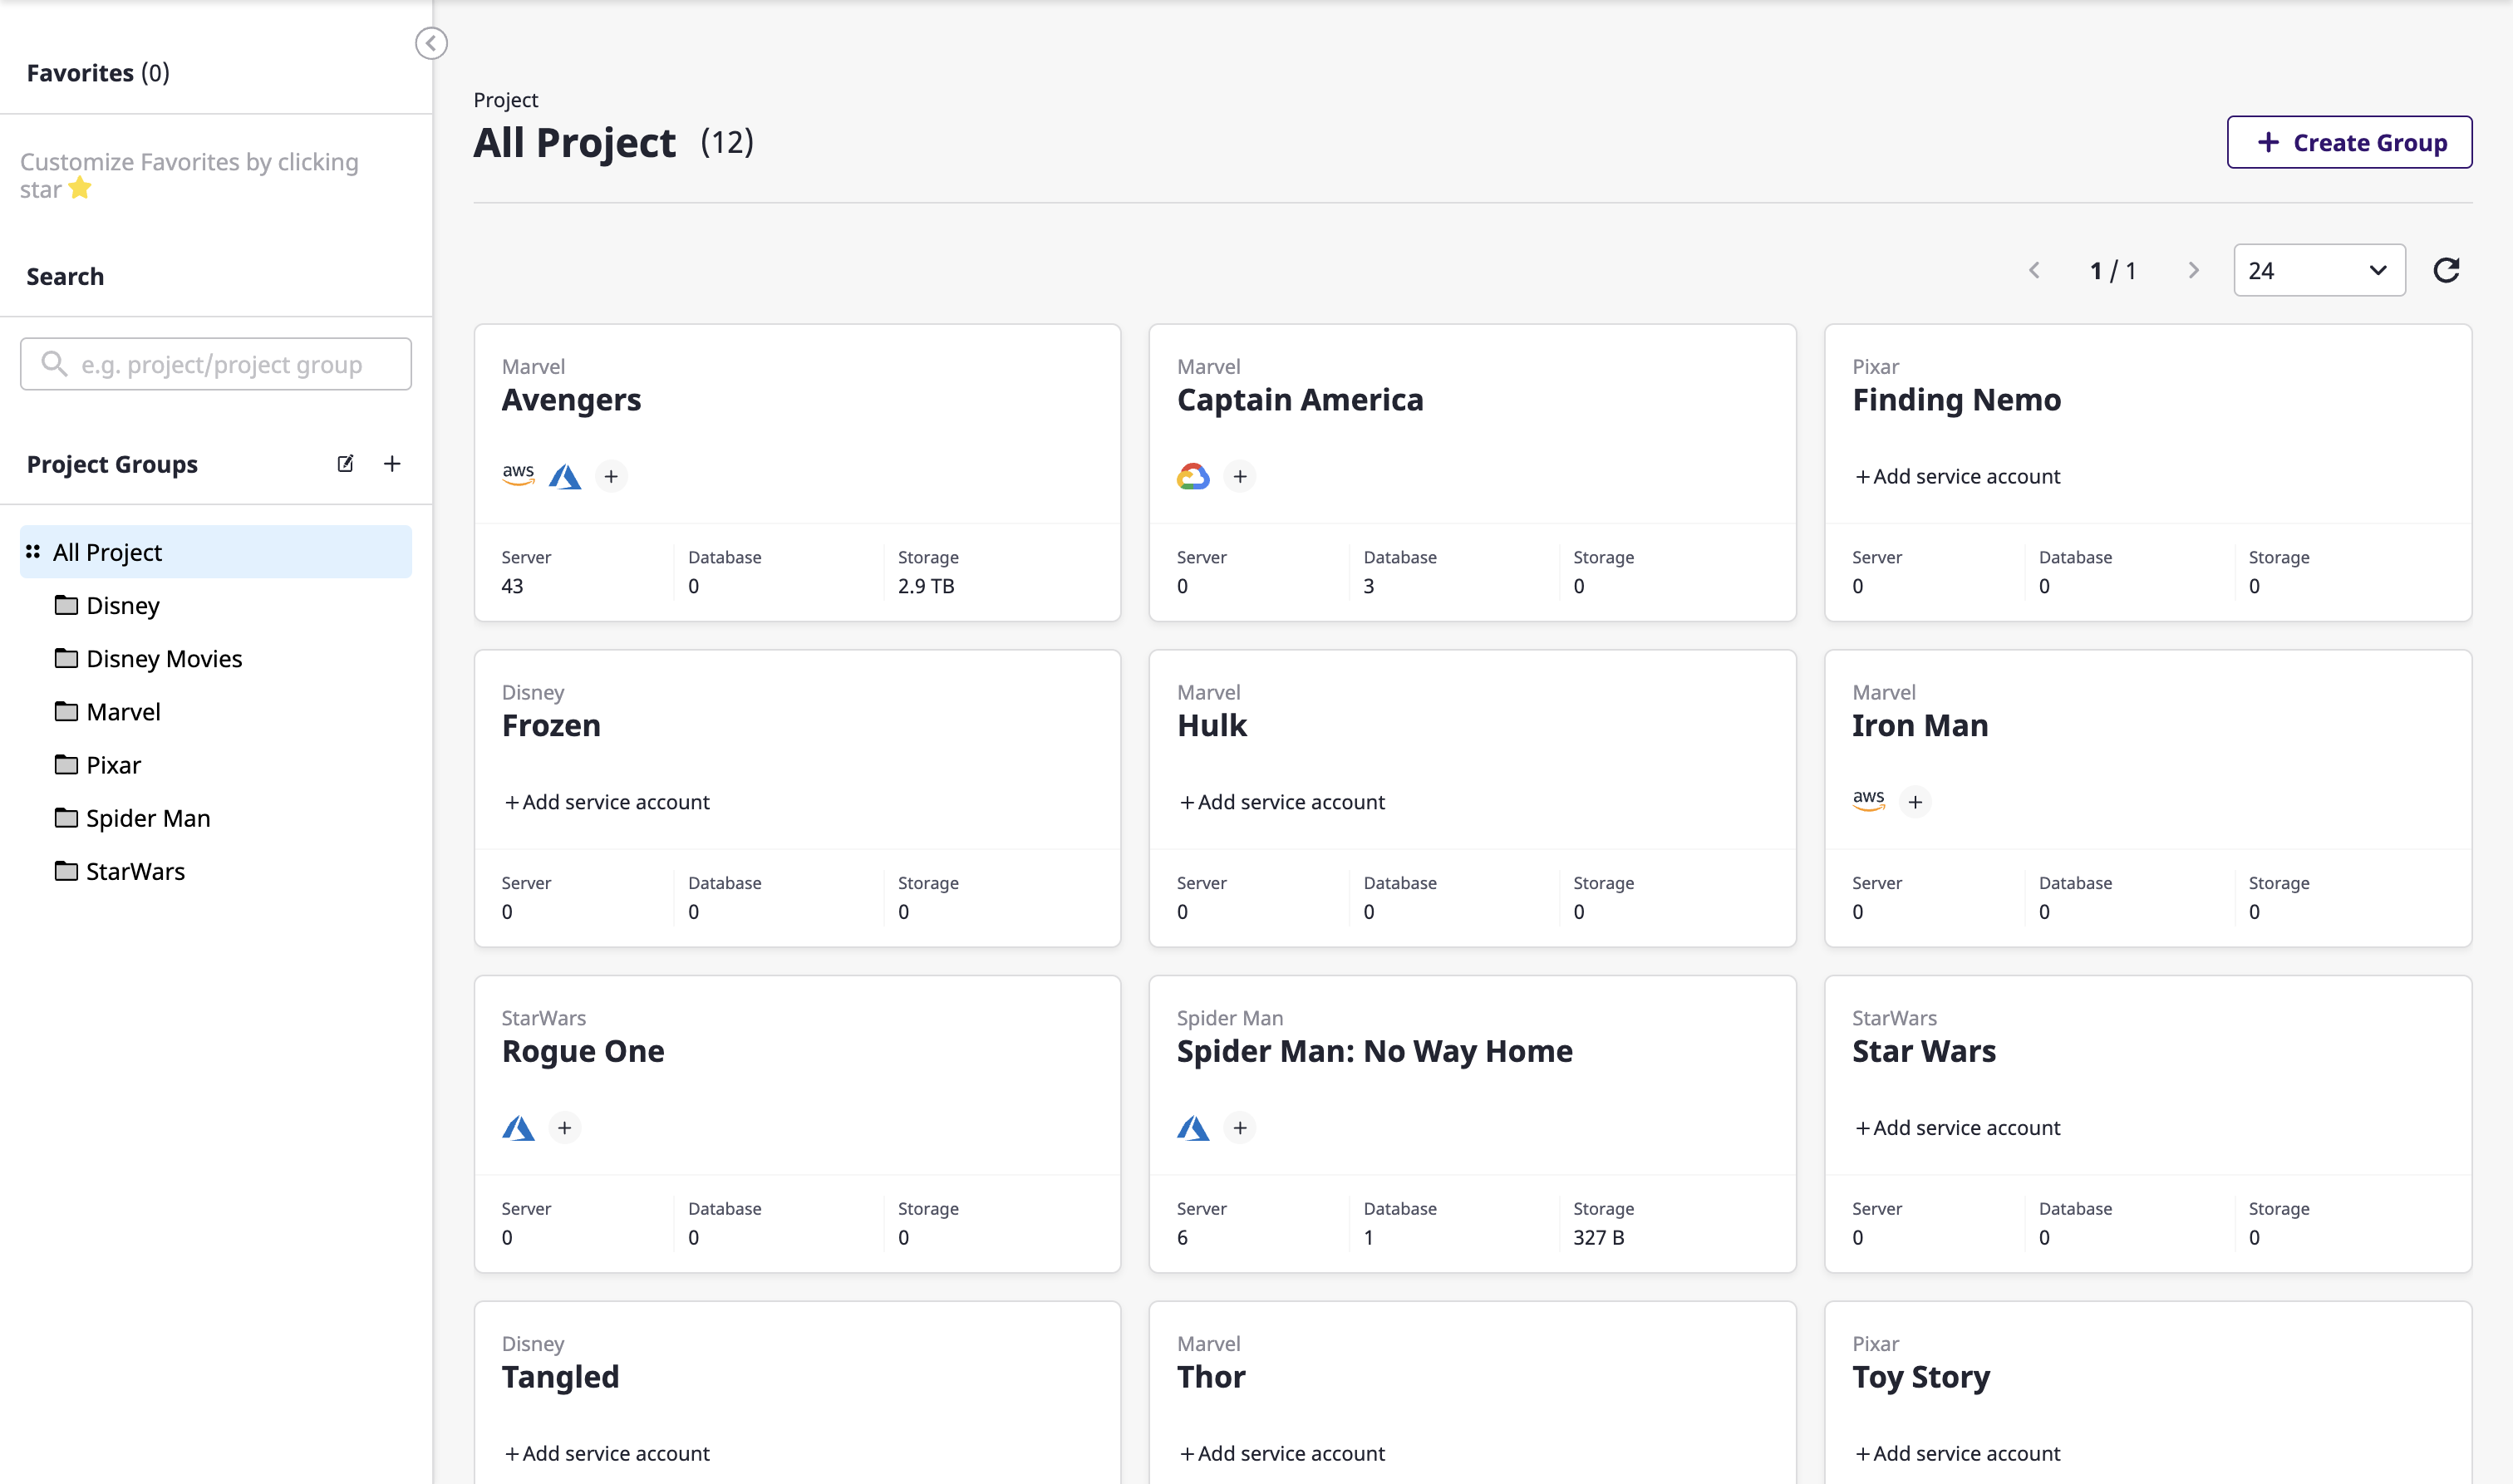 Favorites (0)
Customize Favorites by clicking
star
Search
e.g. project/project group
Project Groups
All Project
Disney
Disney Movies
Marvel
Pixar
Spider Man
StarWars
Project
All Project (12)
+ Create Group
1 / 1
24
Marvel
Avengers
aws
+
Server Database Storage
43 0 2.9 TB
Marvel
Captain America
+
Server Database Storage
0 3 0
Pixar
Finding Nemo
+ Add service account
Server Database Storage
0 0 0
Disney
Frozen
+ Add service account
Server Database Storage
0 0 0
Marvel
Hulk
+ Add service account
Server Database Storage
0 0 0
Marvel
Iron Man
aws
+
Server Database Storage
0 0 0
StarWars
Rogue One
+
Server Database Storage
0 0 0
Spider Man
Spider Man: No Way Home
+
Server Database Storage
6 1 327 B
StarWars
Star Wars
+ Add service account
Server Database Storage
0 0 0
Disney
Tangled
+ Add service account
Marvel
Thor
+ Add service account
Pixar
Toy Story
+ Add service account